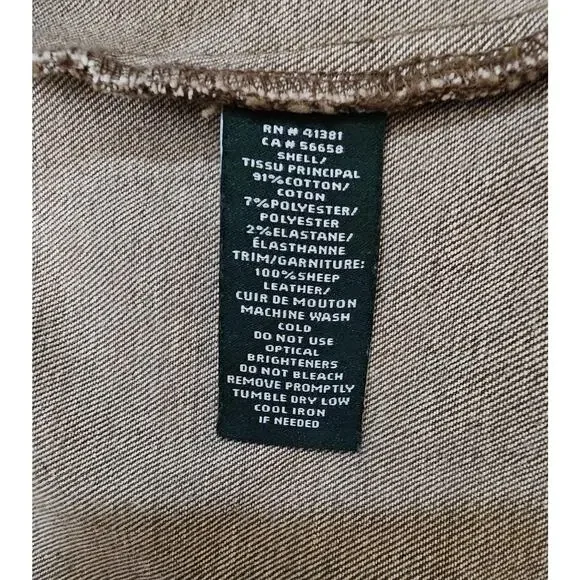 RN # 41381
CA # 56658
SHELL/
TISSU PRINCIPAL
91%COTTON/
COTON
7%POLYESTER/
POLYESTER
2%ELASTANE/
ÉLASTHANNE
TRIM/GARNITURE:
100%SHEEP
LEATHER/
CUIR DE MOUTON
MACHINE WASH
COLD
DO NOT USE
OPTICAL
BRIGHTENERS
DO NOT BLEACH
REMOVE PROMPTLY
TUMBLE DRY LOW
COOL IRON
IF NEEDED